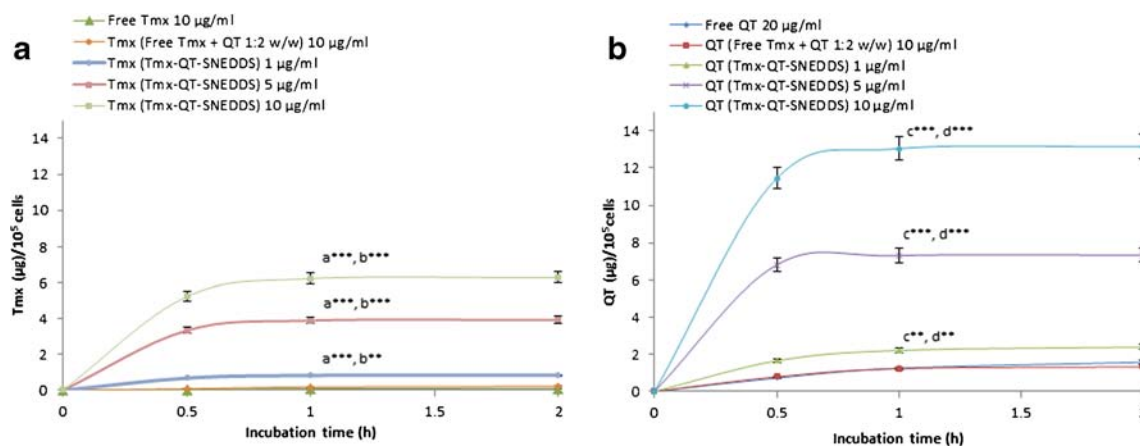 a
Free Tmx 10 μg/ml
Tmx (Free Tmx + QT 1:2 w/w) 10 μg/ml
Tmx (Tmx-QT-SNEDDS) 1 μg/ml
Tmx (Tmx-QT-SNEDDS) 5 μg/ml
Tmx (Tmx-QT-SNEDDS) 10 μg/ml
14
12
10
8
6
4
2
0
Tmx (μg)/10⁵ cells
a***, b***
a***, b***
a***, b**
0 0.5 1 1.5 2
Incubation time (h)
b
Free QT 20 μg/ml
QT (Free Tmx + QT 1:2 w/w) 10 μg/ml
QT (Tmx-QT-SNEDDS) 1 μg/ml
QT (Tmx-QT-SNEDDS) 5 μg/ml
QT (Tmx-QT-SNEDDS) 10 μg/ml
14
12
10
8
6
4
2
0
QT (μg)/10⁵ cells
c***, d***
c***, d***
c**, d**
0 0.5 1 1.5
Incubation time (h)